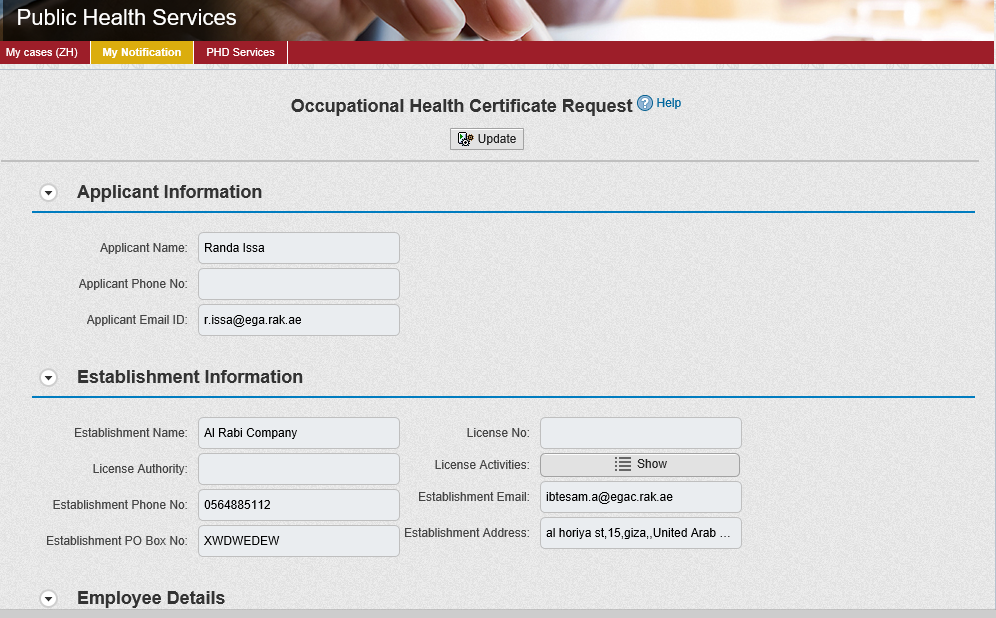 Public Health Services
My cases (ZH) My Notification PHD Services
Occupational Health Certificate Request ? Help
Update
Applicant Information
Applicant Name: Randa Issa
Applicant Phone No:
Applicant Email ID: r.issa@ega.rak.ae
Establishment Information
Establishment Name: Al Rabi Company License No:
License Authority: License Activities: Show
Establishment Phone No: 0564885112 Establishment Email: ibtesam.a@egac.rak.ae
Establishment PO Box No: XWDWEDEW Establishment Address: al horiya st,15,giza,,United Arab ...
Employee Details